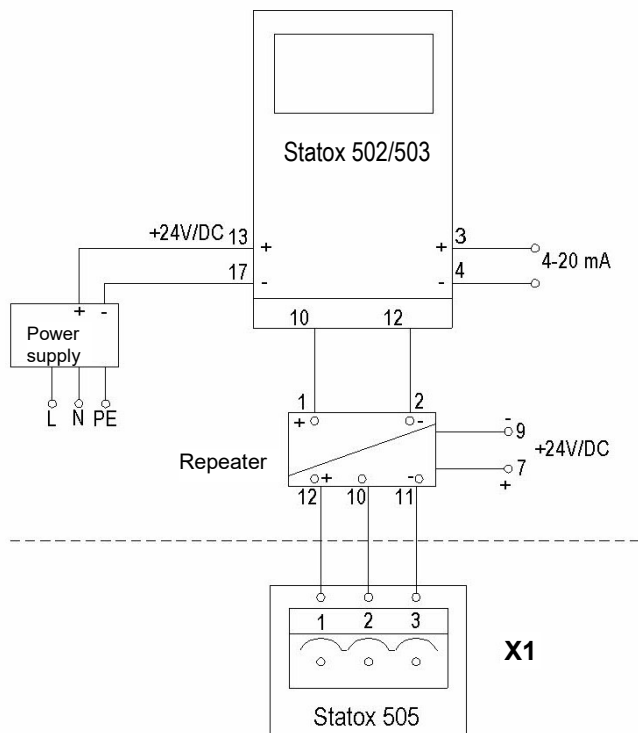 Statox 502/503
+24V/DC 13 + + 3
4-20 mA
17 - - 4
+ -
Power
supply
10 12
L N PE
1 2
+ - - 9
+24V/DC
Repeater 7
+ - +
12 10 11
1 2 3
X1
Statox 505